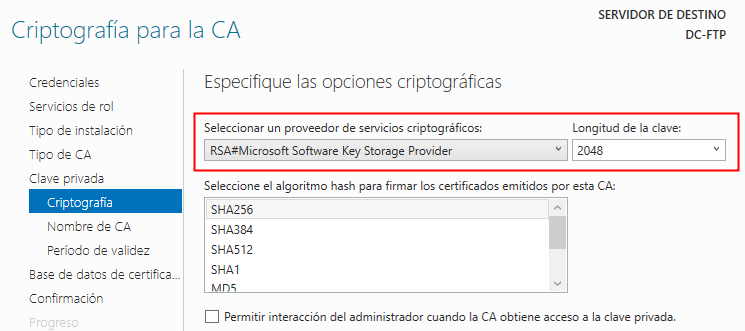 Criptografía para la CA
SERVIDOR DE DESTINO
DC-FTP
Credenciales
Servicios de rol
Tipo de instalación
Tipo de CA
Clave privada
Criptografía
Nombre de CA
Período de validez
Base de datos de certifica...
Confirmación
Progreso
Especifique las opciones criptográficas
Seleccionar un proveedor de servicios criptográficos:
Longitud de la clave:
RSA#Microsoft Software Key Storage Provider
2048
Seleccione el algoritmo hash para firmar los certificados emitidos por esta CA:
SHA256
SHA384
SHA512
SHA1
MD5
Permitir interacción del administrador cuando la CA obtiene acceso a la clave privada.